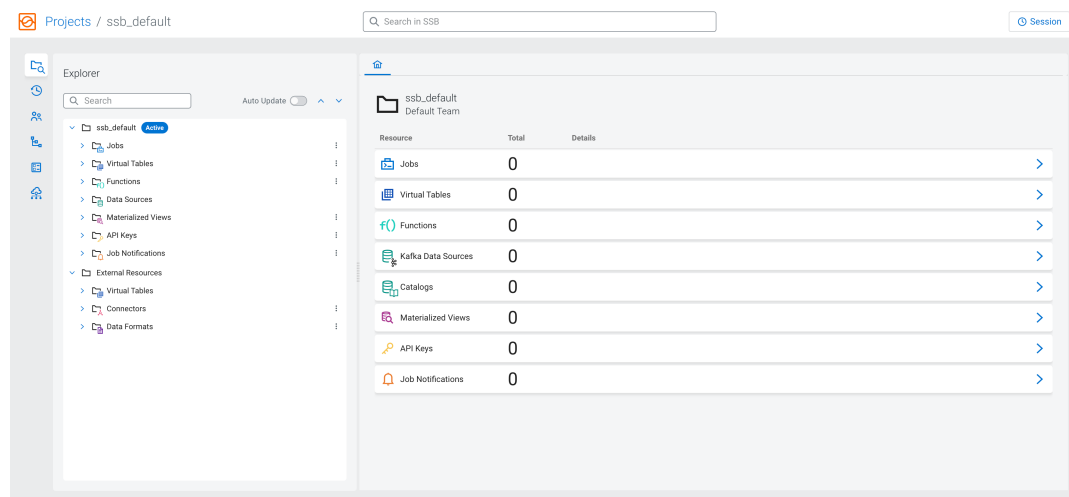 Projects / ssb_default
Search in SSB
Session
Explorer
Search
Auto Update
ssb_default Active
Jobs
Virtual Tables
Functions
Data Sources
Materialized Views
API Keys
Job Notifications
External Resources
Virtual Tables
Connectors
Data Formats
ssb_default
Default Team
Resource Total Details
Jobs 0
Virtual Tables 0
f() Functions 0
Kafka Data Sources 0
Catalogs 0
Materialized Views 0
API Keys 0
Job Notifications 0